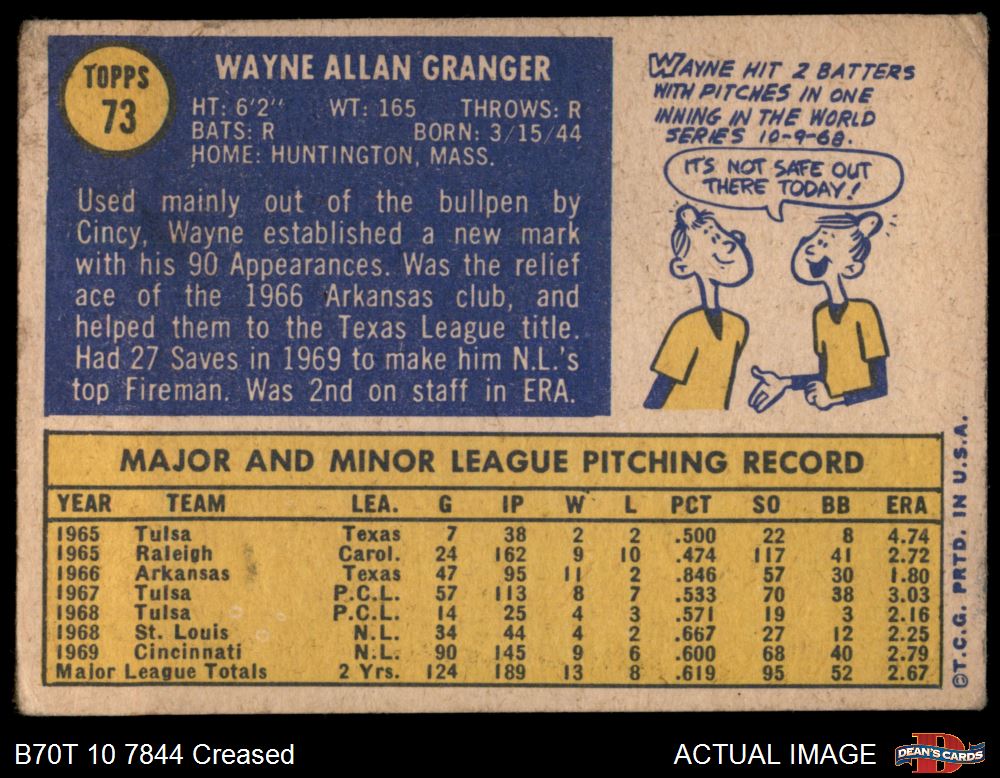 TOPPS
73
WAYNE ALLAN GRANGER
HT: 6'2" WT: 165 THROWS: R
BATS: R BORN: 3/15/44
HOME: HUNTINGTON, MASS.
Used mainly out of the bullpen by
Cincy, Wayne established a new mark
with his 90 Appearances. Was the relief
ace of the 1966 Arkansas club, and
helped them to the Texas League title.
Had 27 Saves in 1969 to make him N.L.'s
top Fireman. Was 2nd on staff in ERA.
WAYNE HIT 2 BATTERS
WITH PITCHES IN ONE
INNING IN THE WORLD
SERIES 10-9-68.
IT'S NOT SAFE OUT
THERE TODAY!
MAJOR AND MINOR LEAGUE PITCHING RECORD
YEAR TEAM LEA. G IP W L PCT SO BB ERA
1965 Tulsa Texas 7 38 2 2 .500 22 8 4.74
1965 Raleigh Carol. 24 162 9 10 .474 117 41 2.72
1966 Arkansas Texas 47 95 11 2 .846 57 30 1.80
1967 Tulsa P.C.L. 57 113 8 7 .533 70 38 3.03
1968 Tulsa P.C.L. 14 25 4 3 .571 19 3 2.16
1968 St. Louis N.L. 34 44 4 2 .667 27 12 2.25
1969 Cincinnati N.L. 90 145 9 6 .600 68 40 2.79
Major League Totals 2 Yrs. 124 189 13 8 .619 95 52 2.67
©T.C.G. PRTD. IN U.S.A.
B70T 10 7844 Creased
ACTUAL IMAGE
DEAN'S CARDS